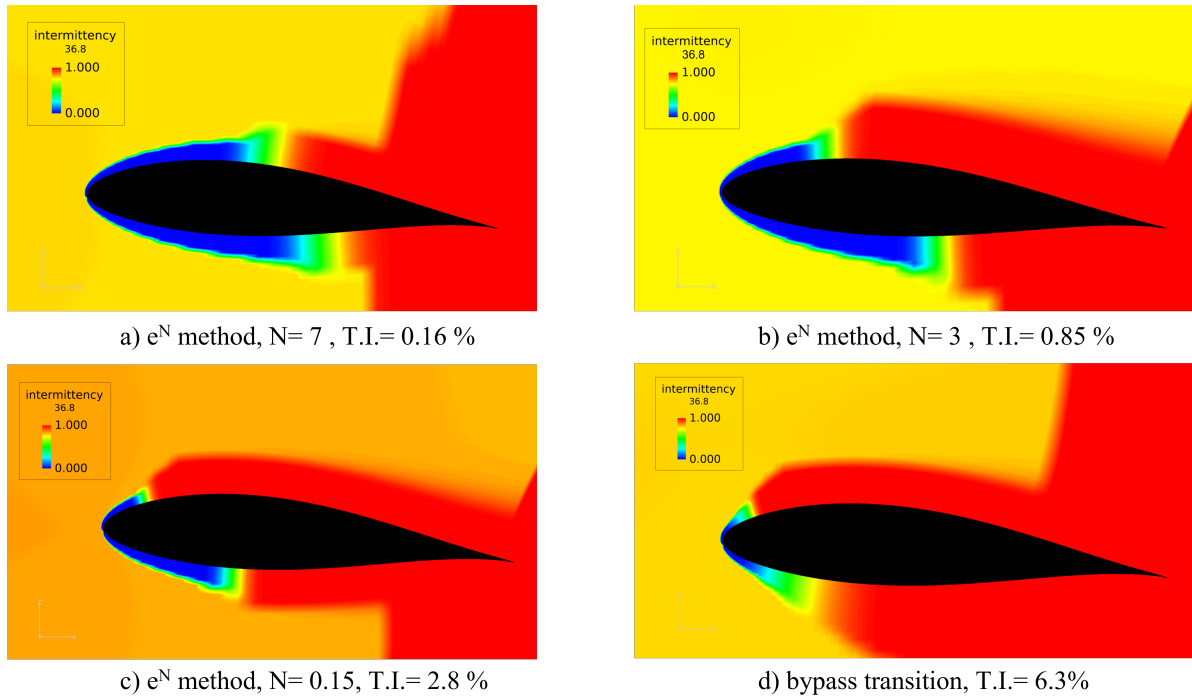 intermittency
36.8
1.000
0.000
intermittency
36.8
1.000
0.000
a) e^N method, N= 7 , T.I.= 0.16 %
b) e^N method, N= 3 , T.I.= 0.85 %
intermittency
36.8
1.000
0.000
intermittency
36.8
1.000
0.000
c) e^N method, N= 0.15, T.I.= 2.8 %
d) bypass transition, T.I.= 6.3%